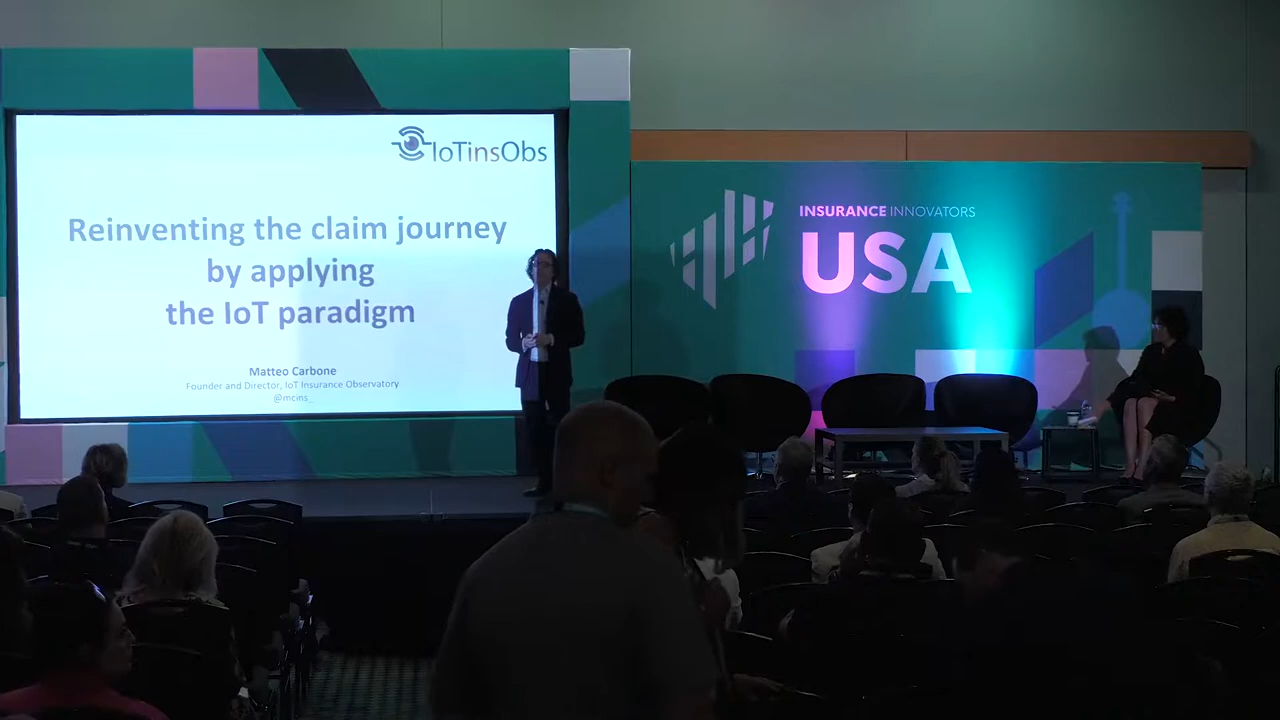 IoTinsObs
Reinventing the claim journey
by applying
the IoT paradigm
Matteo Carbone
Founder and Director, IoT Insurance Observatory
@mcins_
INSURANCE INNOVATORS
USA